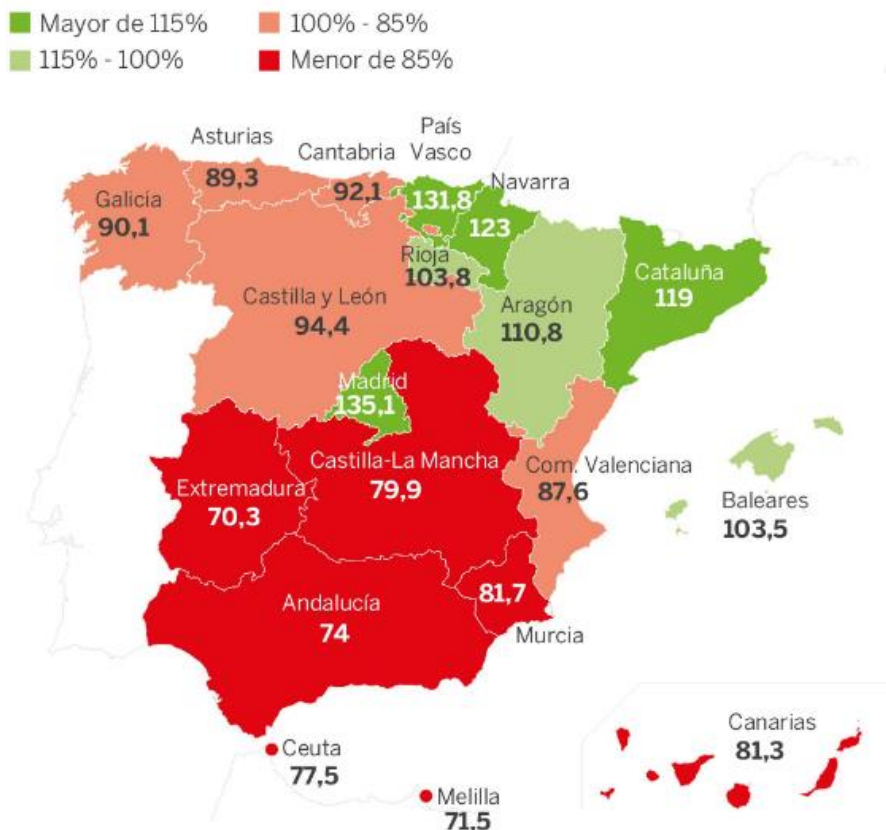 Mayor de 115%
100% - 85%
115% - 100%
Menor de 85%
Asturias
89,3
Cantabria
92,1
País
Vasco
131,8
Navarra
123
Galicia
90,1
Rioja
103,8
Cataluña
119
Castilla y León
94,4
Aragón
110,8
Madrid
135,1
Castilla-La Mancha
79,9
Com. Valenciana
87,6
Extremadura
70,3
Baleares
103,5
Andalucía
74
81,7
Murcia
Canarias
81,3
Ceuta
77,5
Melilla
71,5